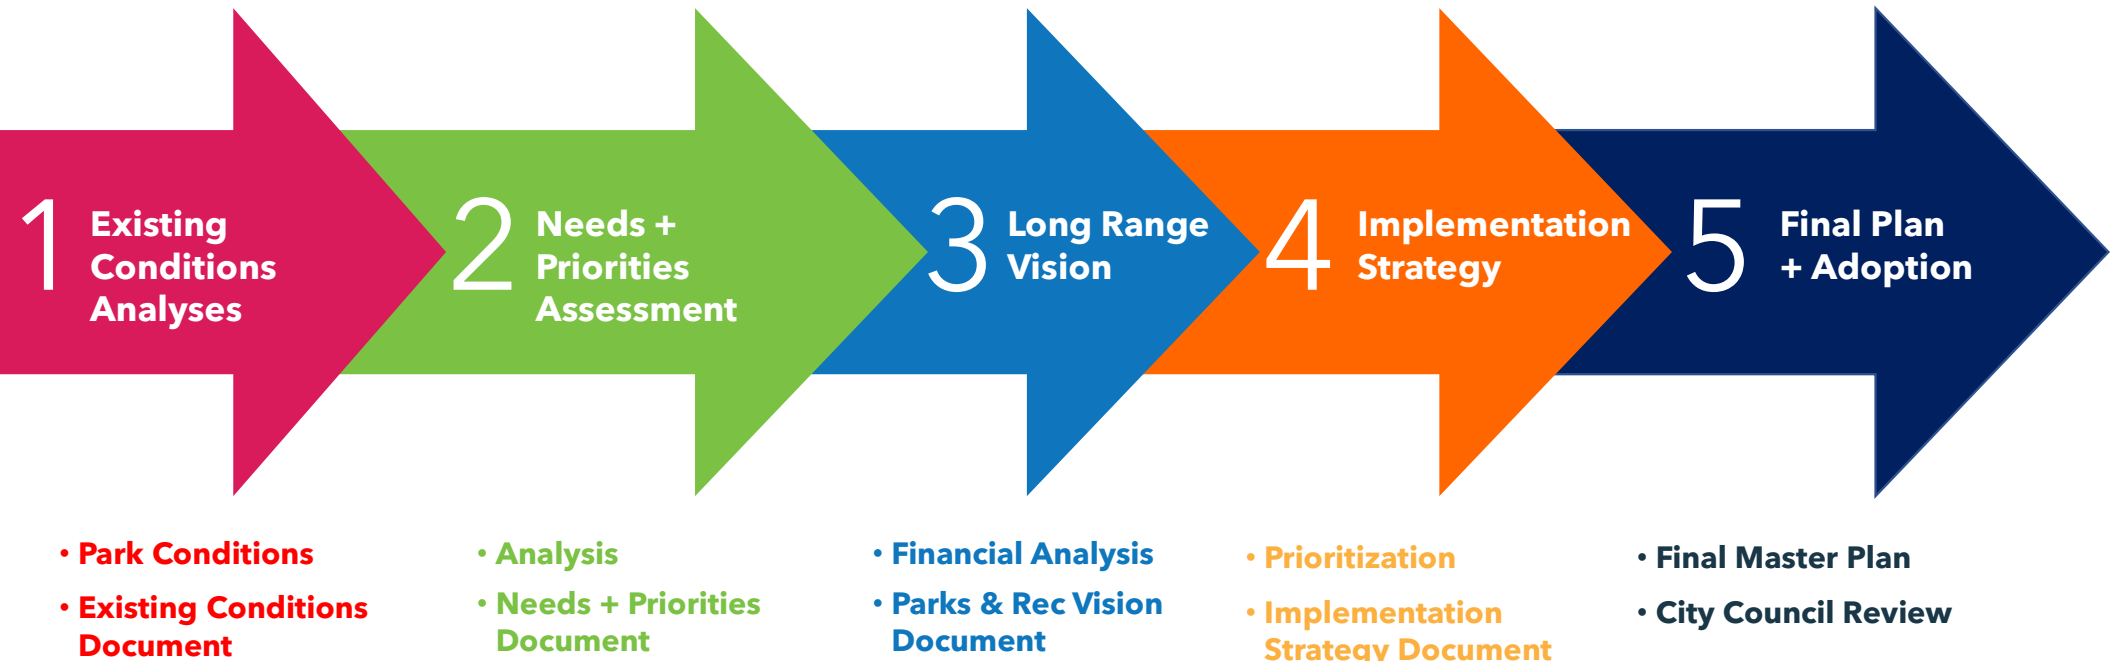 1
Existing
Conditions
Analyses
2
Needs +
Priorities
Assessment
3
Long Range
Vision
4
Implementation
Strategy
5
Final Plan
+ Adoption
• Park Conditions
• Existing Conditions
Document
• Analysis
• Needs + Priorities
Document
• Financial Analysis
• Parks & Rec Vision
Document
• Prioritization
• Implementation
Strategy Document
• Final Master Plan
• City Council Review